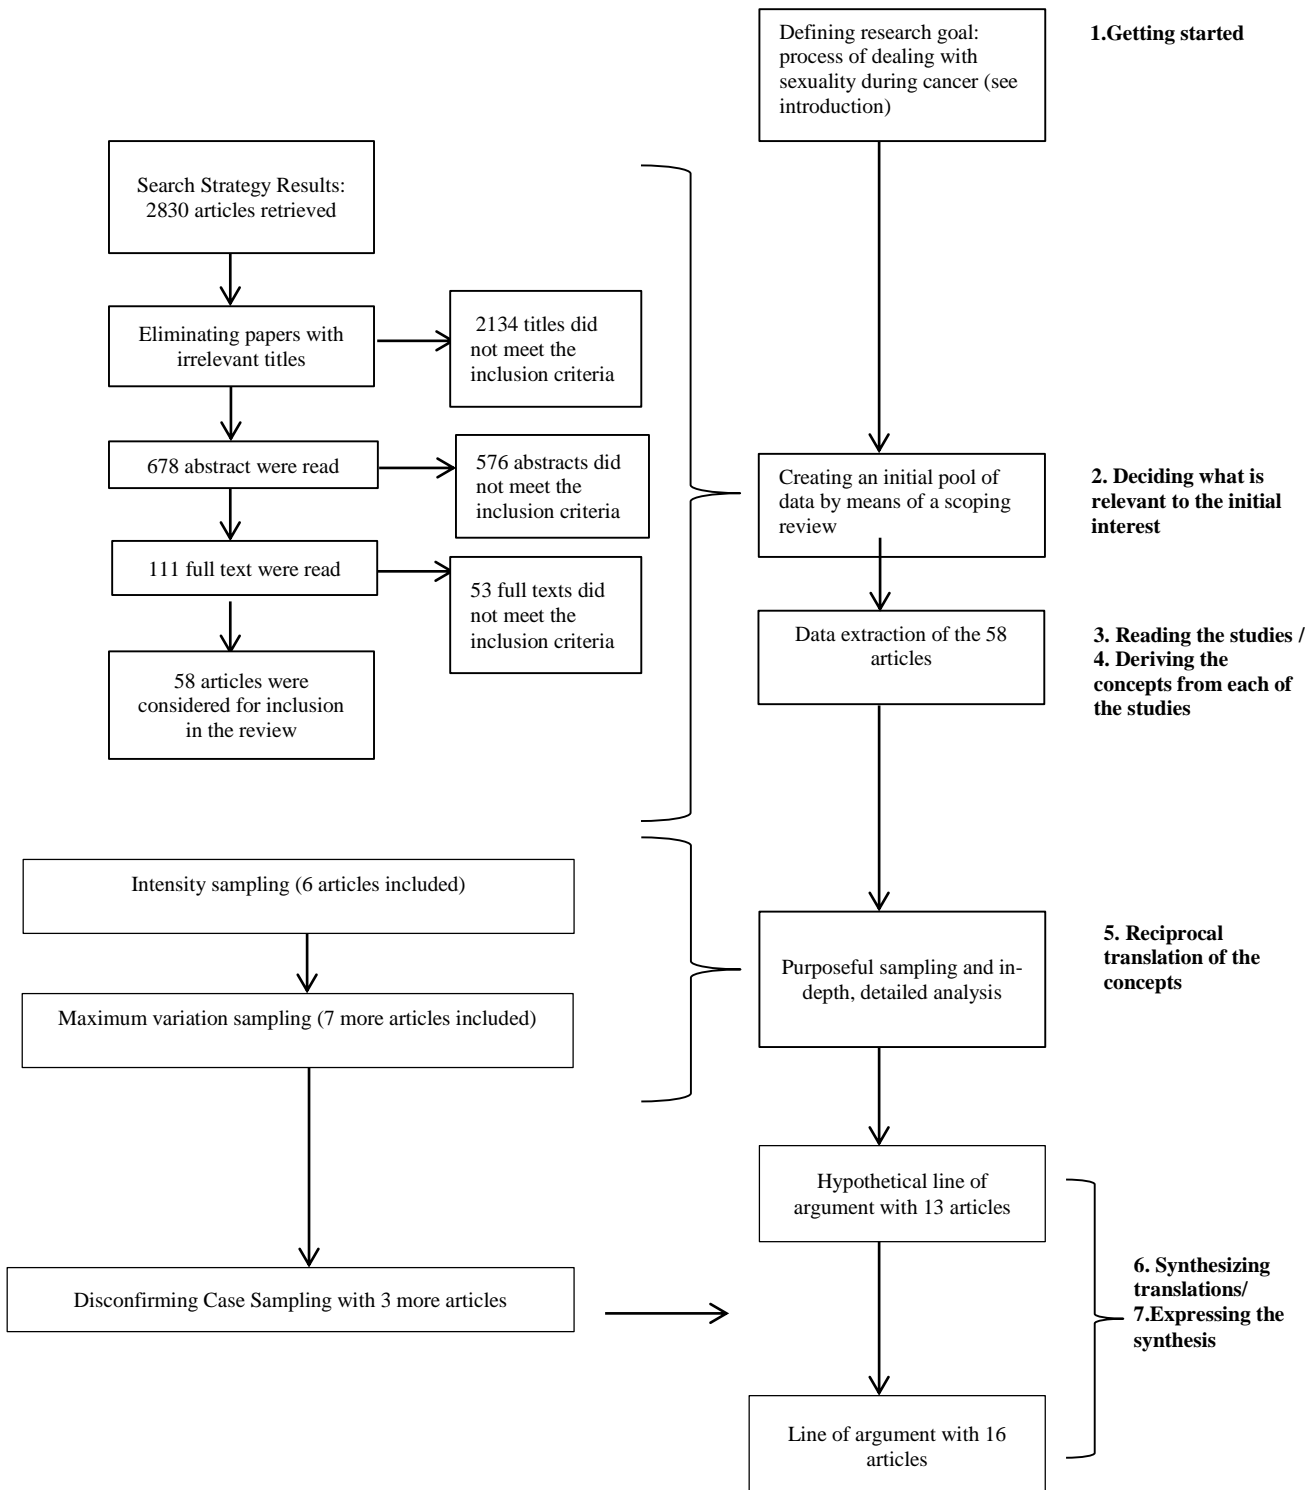 Defining research goal:
process of dealing with
sexuality during cancer (see
introduction)
1.Getting started
Search Strategy Results:
2830 articles retrieved
Eliminating papers with
irrelevant titles
2134 titles did
not meet the
inclusion criteria
678 abstract were read
576 abstracts did
not meet the
inclusion criteria
111 full text were read
53 full texts did
not meet the
inclusion criteria
58 articles were
considered for inclusion
in the review
Creating an initial pool of
data by means of a scoping
review
2. Deciding what is
relevant to the initial
interest
Data extraction of the 58
articles
3. Reading the studies /
4. Deriving the
concepts from each of
the studies
Intensity sampling (6 articles included)
Maximum variation sampling (7 more articles included)
Purposeful sampling and in-
depth, detailed analysis
5. Reciprocal
translation of the
concepts
Hypothetical line of
argument with 13 articles
Disconfirming Case Sampling with 3 more articles
6. Synthesizing
translations/
7.Expressing the
synthesis
Line of argument with 16
articles